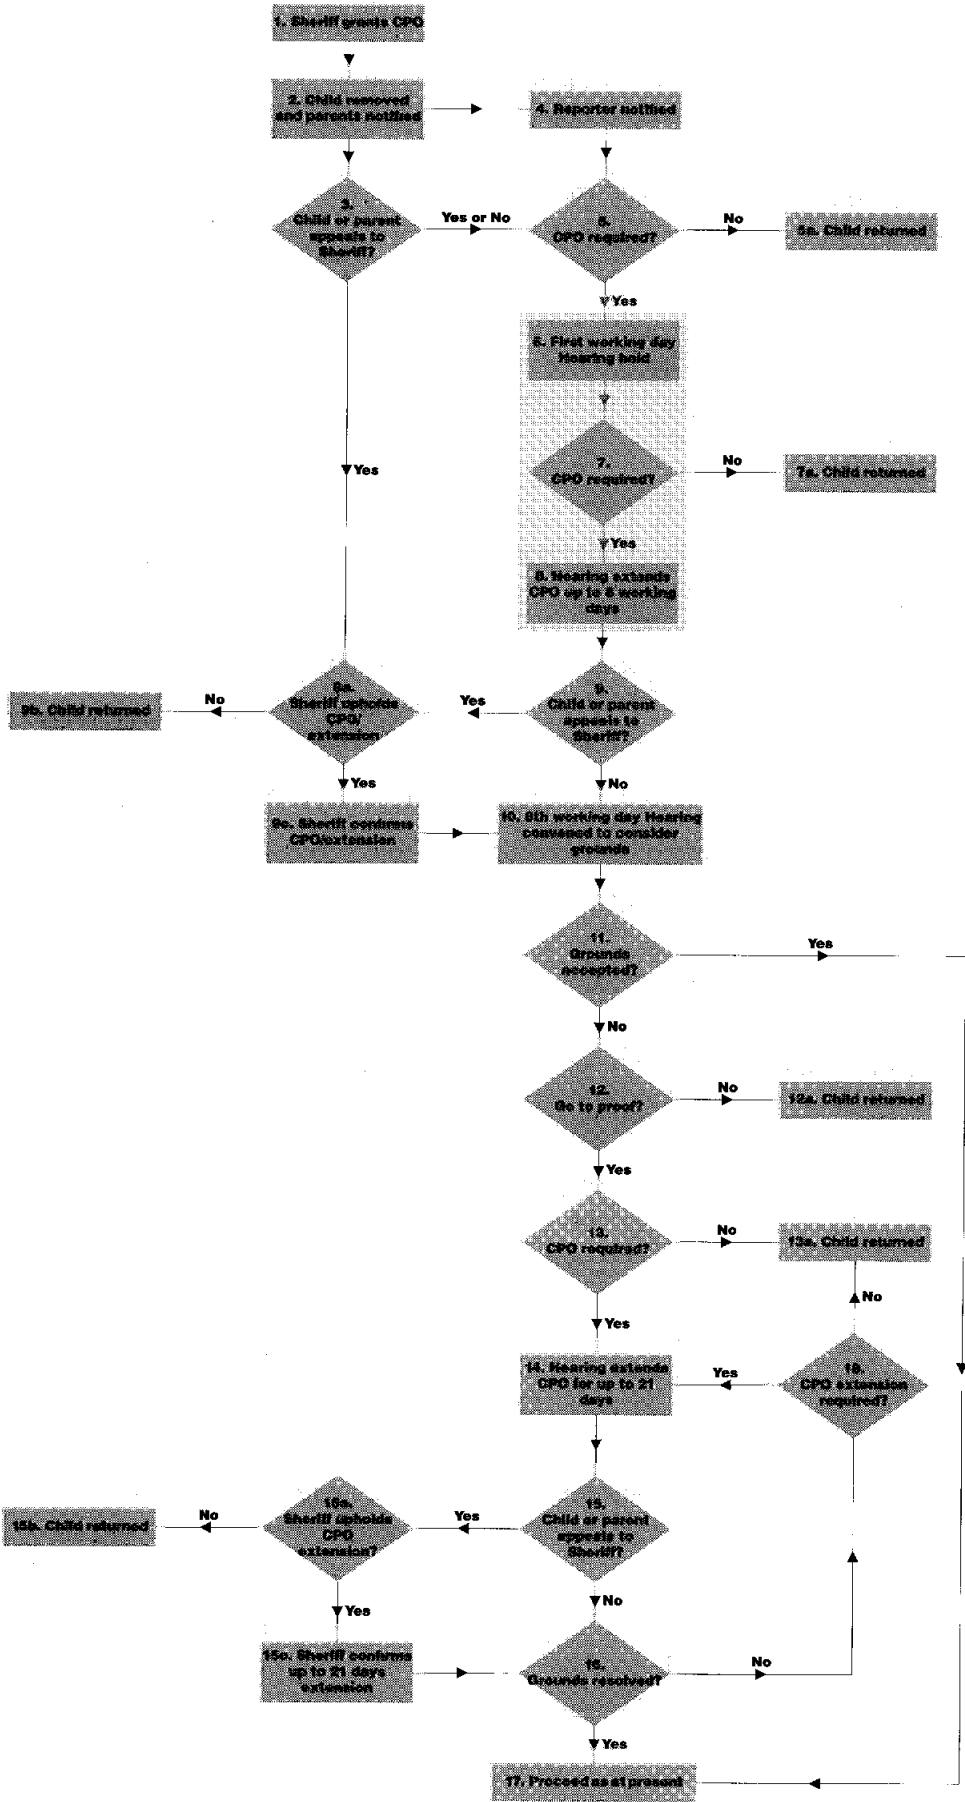 1. Sheriff grants CPO
2. Child removed
and parents notified
4. Reporter notified
3.
Child or parent
appeals to
Sheriff?
Yes or No
5.
CPO required?
No
5a. Child returned
Yes
6. First working day
Hearing held
7.
CPO required?
No
7a. Child returned
Yes
Yes
8. Hearing extends
CPO up to 8 working
days
9b. Child returned
No
9a.
Sheriff upholds
CPO/
extension
Yes
9.
Child or parent
appeals to
Sheriff?
Yes
No
9c. Sheriff confirms
CPO/extension
10. 8th working day Hearing
convened to consider
grounds
11.
Grounds
accepted?
Yes
No
12.
Go to proof?
No
12a. Child returned
Yes
13.
CPO required?
No
13a. Child returned
Yes
No
14. Hearing extends
CPO for up to 21
days
Yes
18.
CPO extension
required?
15b. Child returned
No
15a.
Sheriff upholds
CPO
extension?
Yes
15.
Child or parent
appeals to
Sheriff?
Yes
No
15c. Sheriff confirms
up to 21 days
extension
16.
Grounds resolved?
No
Yes
17. Proceed as at present